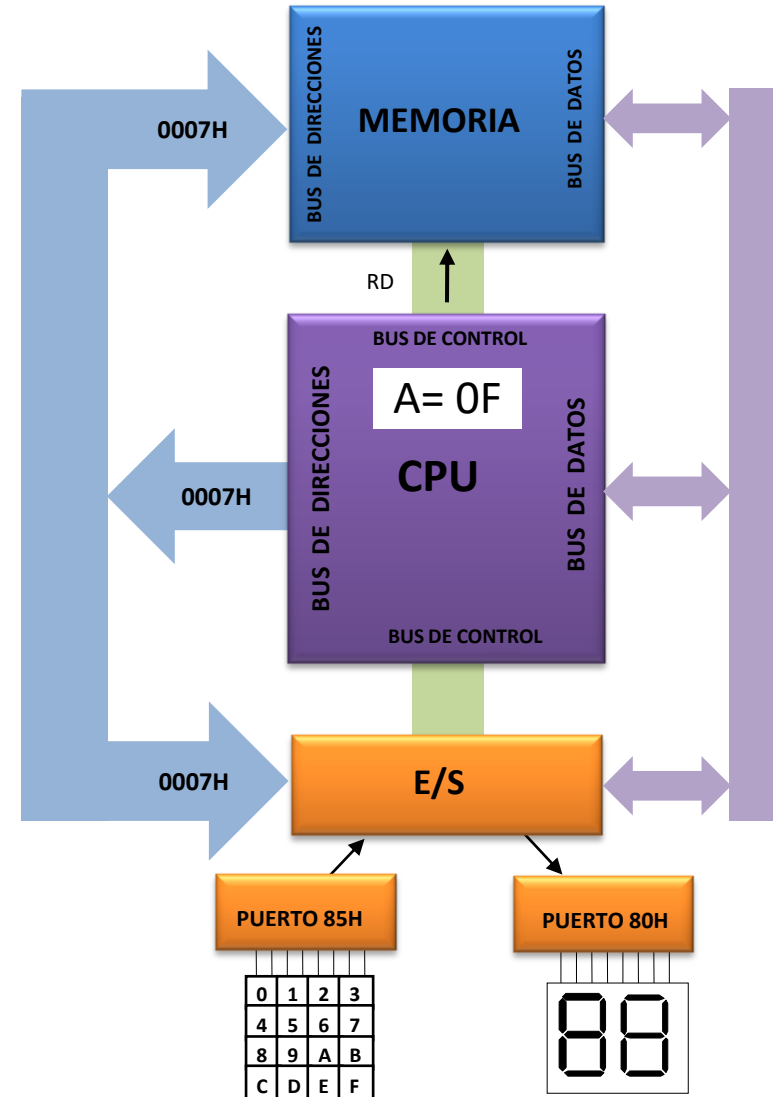 MEMORIA
BUS DE DIRECCIONES
BUS DE DATOS
0007H
RD
BUS DE CONTROL
A= 0F
CPU
BUS DE DIRECCIONES
BUS DE DATOS
0007H
BUS DE CONTROL
0007H
E/S
PUERTO 85H
PUERTO 80H
0 1 2 3
4 5 6 7
8 9 A B
C D E F
88